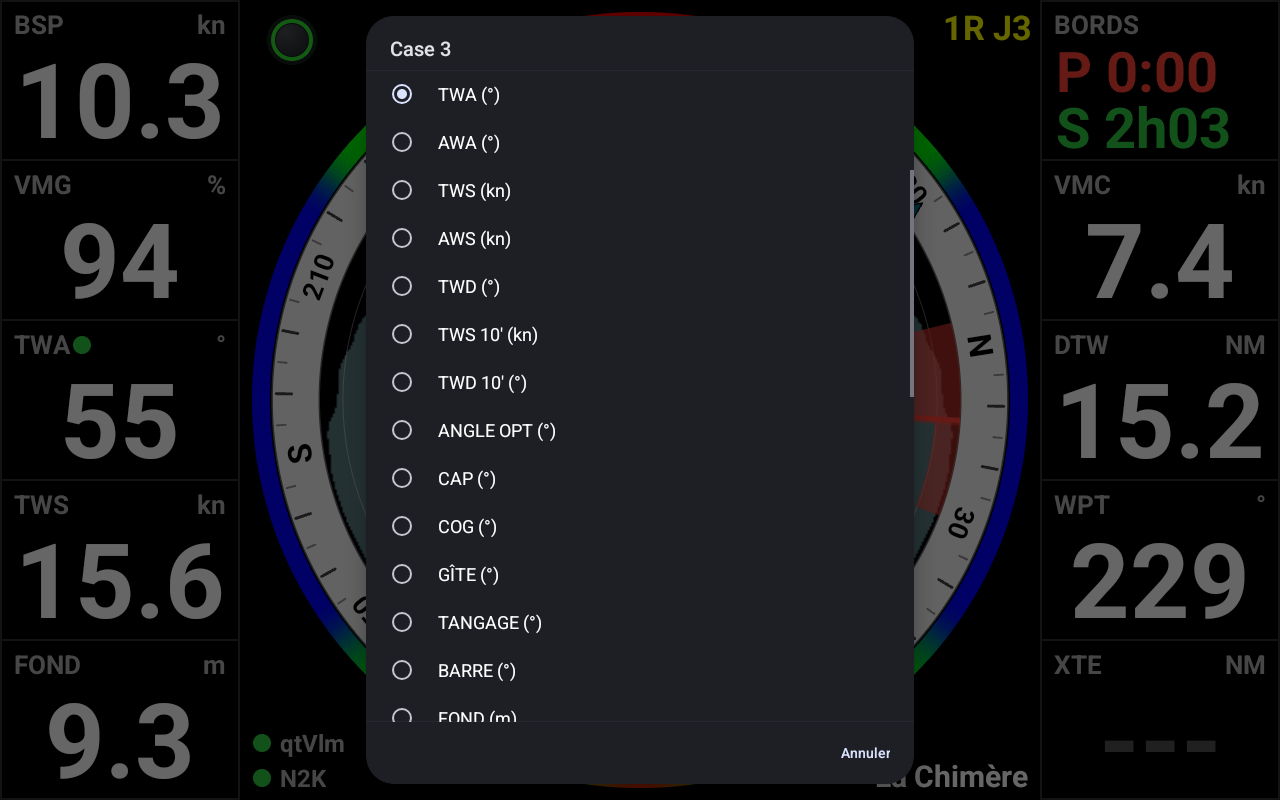 BSP kn
10.3
VMG %
94
TWA °
55
TWS kn
15.6
FOND m
9.3
qtVlm
N2K
210
S
Case 3
TWA (°)
AWA (°)
TWS (kn)
AWS (kn)
TWD (°)
TWS 10' (kn)
TWD 10' (°)
ANGLE OPT (°)
CAP (°)
COG (°)
GÎTE (°)
TANGAGE (°)
BARRE (°)
FOND (m)
Annuler
N
30
1R J3
La Chimère
BORDS
P 0:00
S 2h03
VMC kn
7.4
DTW NM
15.2
WPT °
229
XTE NM
---